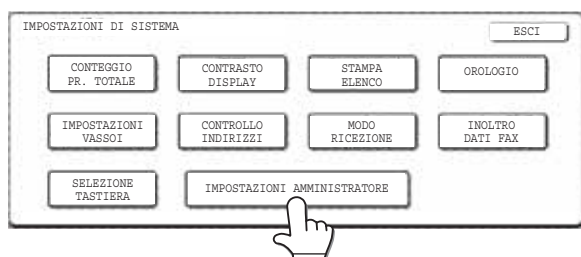 IMPOSTAZIONI DI SISTEMA
ESCI
CONTEGGIO
PR. TOTALE
CONTRASTO
DISPLAY
STAMPA
ELENCO
OROLOGIO
IMPOSTAZIONI
VASSOI
CONTROLLO
INDIRIZZI
MODO
RICEZIONE
INOLTRO
DATI FAX
SELEZIONE
TASTIERA
IMPOSTAZIONI AMMINISTRATORE